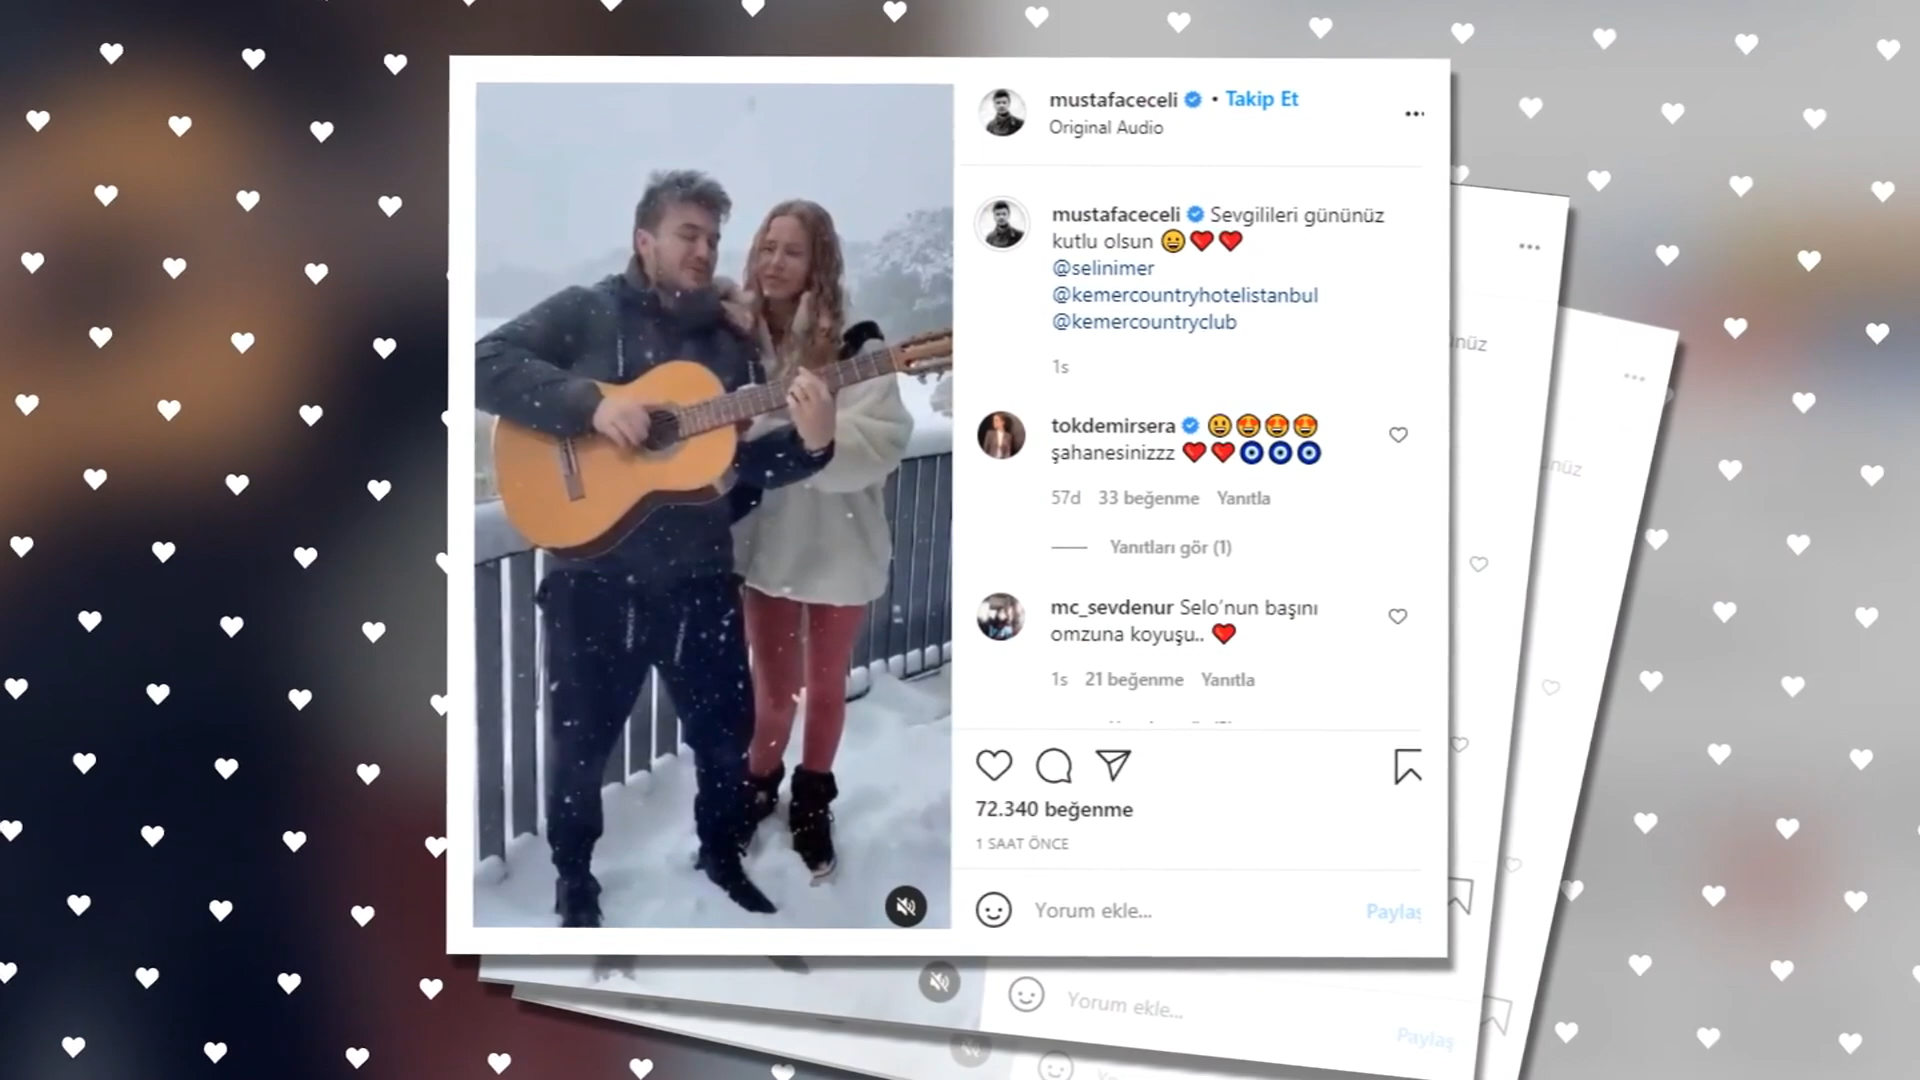 mustafaceceli • Takip Et
Original Audio
mustafaceceli Sevgilileri gününüz
kutlu olsun 😀❤️❤️
@selinimer
@kemercountryhotelistanbul
@kemercountryclub
1s
tokdemirsera 😀😍😍😍
şahanesinizzz ❤️❤️🧿🧿🧿
57d 33 beğenme Yanıtla
Yanıtları gör (1)
mc_sevdenur Selo'nun başını
omzuna koyuşu.. ❤️
1s 21 beğenme Yanıtla
72.340 beğenme
1 SAAT ÖNCE
Yorum ekle... Paylaş
Yorum ekle...
Paylaş